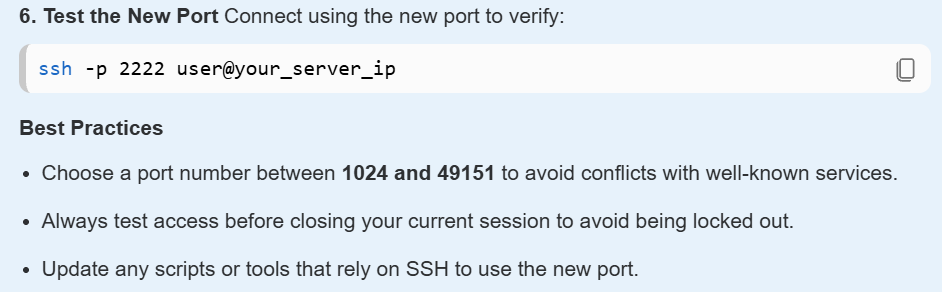 6. Test the New Port Connect using the new port to verify:
ssh -p 2222 user@your_server_ip
Best Practices
• Choose a port number between 1024 and 49151 to avoid conflicts with well-known services.
• Always test access before closing your current session to avoid being locked out.
• Update any scripts or tools that rely on SSH to use the new port.